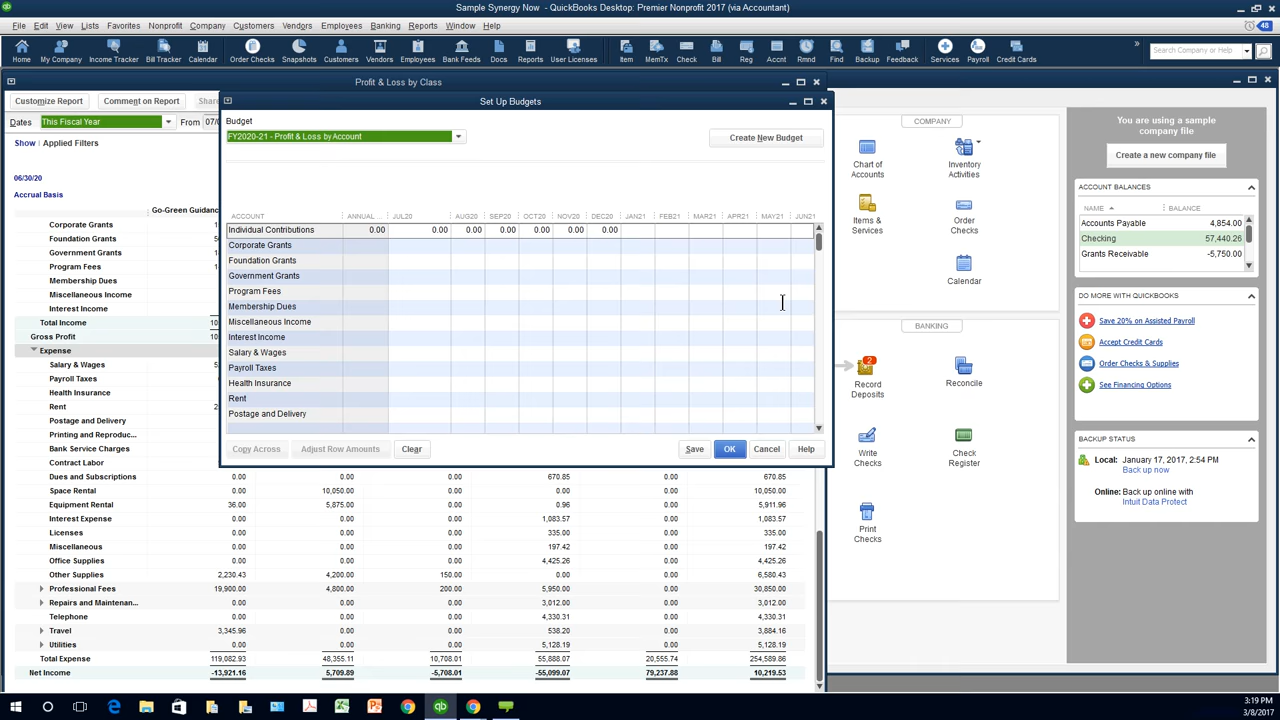 Sample Synergy Now - QuickBooks Desktop: Premier Nonprofit 2017 (via Accountant)
File Edit View Lists Favorites Nonprofit Company Customers Vendors Employees Banking Reports Window Help
48
Home My Company Income Tracker Bill Tracker Calendar Order Checks Snapshots Customers Vendors Employees Bank Feeds Docs Reports User Licenses Item MemTx Check Bill Reg Accnt Rmnd Find Backup Feedback Services Payroll Credit Cards
Search Company or Help
Profit & Loss by Class
Customize Report Comment on Report Share
Dates This Fiscal Year From 07/0
Show: Applied Filters
06/30/20
Accrual Basis
Go-Green Guidanc
Corporate Grants
Foundation Grants
Government Grants
Program Fees
Membership Dues
Miscellaneous Income
Interest Income
Total Income
Gross Profit
Expense
Salary & Wages
Payroll Taxes
Health Insurance
Rent
Postage and Delivery
Printing and Reproduc...
Bank Service Charges
Contract Labor
Set Up Budgets
Budget
FY2020-21 - Profit & Loss by Account
Create New Budget
ACCOUNT ANNUAL ... JUL20 AUG20 SEP20 OCT20 NOV20 DEC20 JAN21 FEB21 MAR21 APR21 MAY21 JUN21
Individual Contributions 0.00 0.00 0.00 0.00 0.00 0.00 0.00
Corporate Grants
Foundation Grants
Government Grants
Program Fees
Membership Dues
Miscellaneous Income
Interest Income
Salary & Wages
Payroll Taxes
Health Insurance
Rent
Postage and Delivery
Copy Across Adjust Row Amounts Clear Save OK Cancel Help
Dues and Subscriptions 0.00 0.00 0.00 670.85 0.00 670.85
Space Rental 0.00 10,050.00 0.00 0.00 0.00 10,050.00
Equipment Rental 36.00 5,875.00 0.00 0.96 0.00 5,911.96
Interest Expense 0.00 0.00 0.00 1,083.57 0.00 1,083.57
Licenses 0.00 0.00 0.00 335.00 0.00 335.00
Miscellaneous 0.00 0.00 0.00 197.42 0.00 197.42
Office Supplies 0.00 0.00 0.00 4,425.26 0.00 4,425.26
Other Supplies 2,230.43 4,200.00 150.00 0.00 0.00 6,580.43
Professional Fees 19,900.00 4,800.00 200.00 5,950.00 0.00 30,850.00
Repairs and Maintenan... 0.00 0.00 0.00 3,012.00 0.00 3,012.00
Telephone 0.00 0.00 0.00 4,330.31 0.00 4,330.31
Travel 3,345.96 0.00 0.00 538.20 0.00 3,884.16
Utilities 0.00 0.00 0.00 5,128.19 0.00 5,128.19
Total Expense 119,082.93 48,355.11 10,708.01 55,888.07 20,555.74 254,589.86
Net Income -13,921.16 5,709.89 -5,708.01 -55,099.07 79,237.88 10,219.53
COMPANY
Chart of Accounts
Inventory Activities
Items & Services
Order Checks
Calendar
BANKING
2
Record Deposits
Reconcile
Write Checks
Check Register
Print Checks
You are using a sample company file
Create a new company file
ACCOUNT BALANCES
NAME BALANCE
Accounts Payable 4,854.00
Checking 57,440.26
Grants Receivable -5,750.00
DO MORE WITH QUICKBOOKS
Save 20% on Assisted Payroll
Accept Credit Cards
Order Checks & Supplies
See Financing Options
BACKUP STATUS
Local: January 17, 2017, 2:54 PM
Back up now
Online: Back up online with
Intuit Data Protect
3:19 PM
3/8/2017